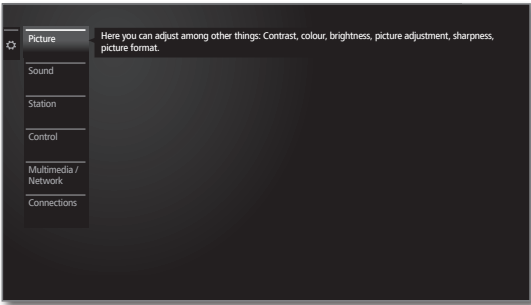 Picture
Here you can adjust among other things: Contrast, colour, brightness, picture adjustment, sharpness,
picture format.
Sound
Station
Control
Multimedia /
Network
Connections